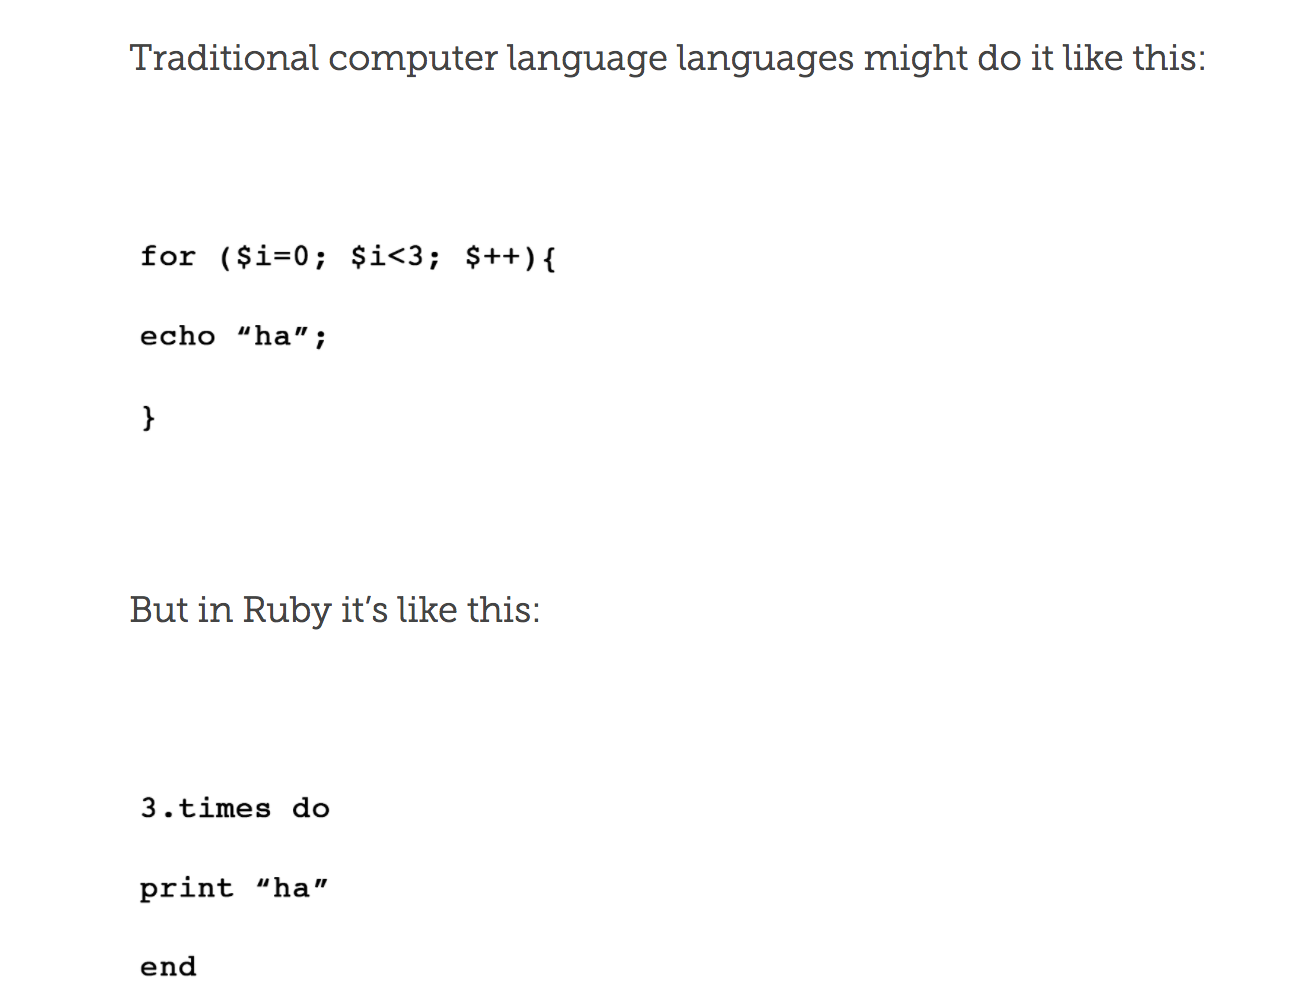 Traditional computer language languages might do it like this:
for ($i=0; $i<3; $++){
echo “ha”;
}
But in Ruby it’s like this:
3.times do
print “ha”
end